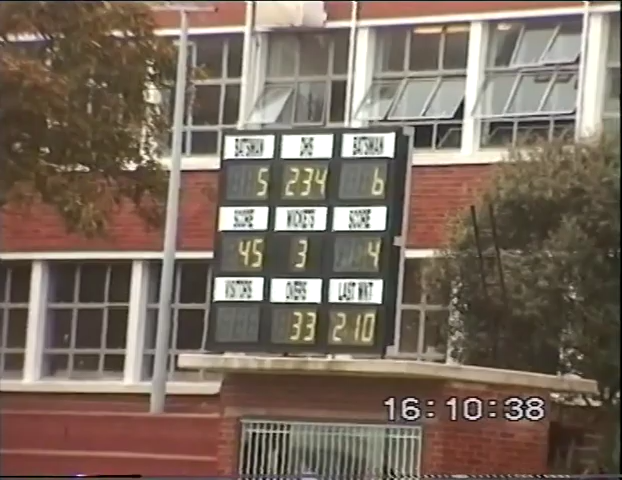 BATSMAN DHS BATSMAN
5 234 6
SCORE WICKETS SCORE
45 3 4
VISITORS OVERS LAST WKT
33 210
16:10:38